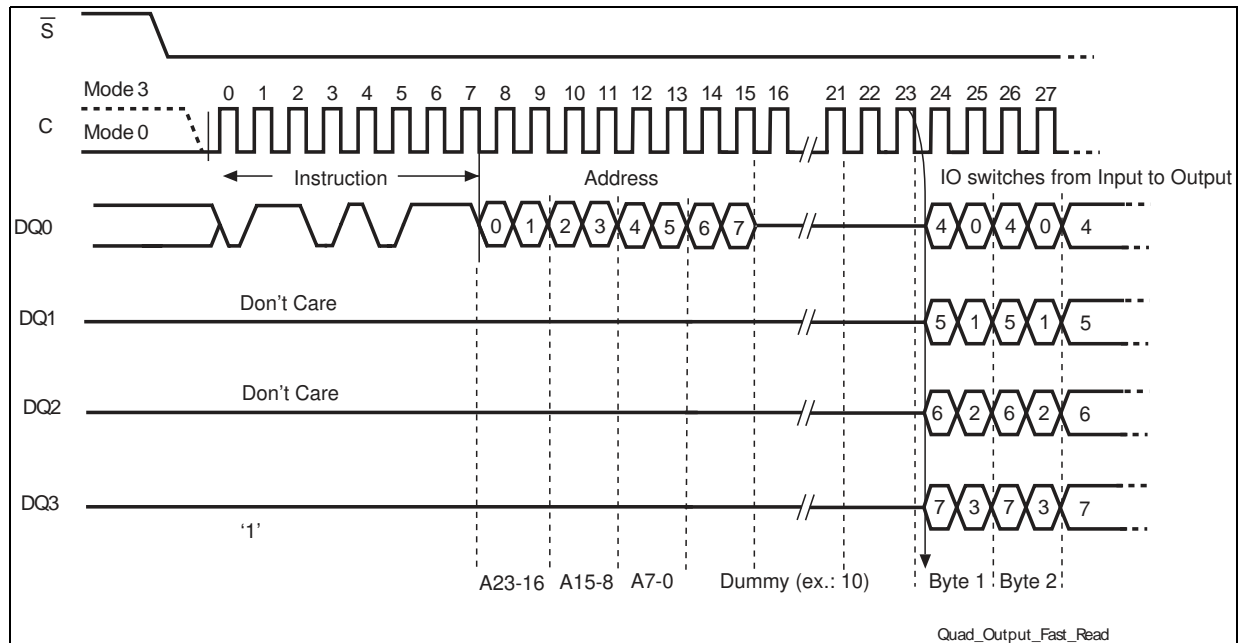 S
Mode 3
C
Mode 0
0 1 2 3 4 5 6 7 8 9 10 11 12 13 14 15 16 21 22 23 24 25 26 27
Instruction
Address
IO switches from Input to Output
DQ0
0 1 2 3 4 5 6 7
4 0 4 0 4
Don't Care
DQ1
5 1 5 1 5
Don't Care
DQ2
6 2 6 2 6
DQ3
7 3 7 3 7
'1'
A23-16 A15-8 A7-0 Dummy (ex.: 10) Byte 1 Byte 2
Quad_Output_Fast_Read